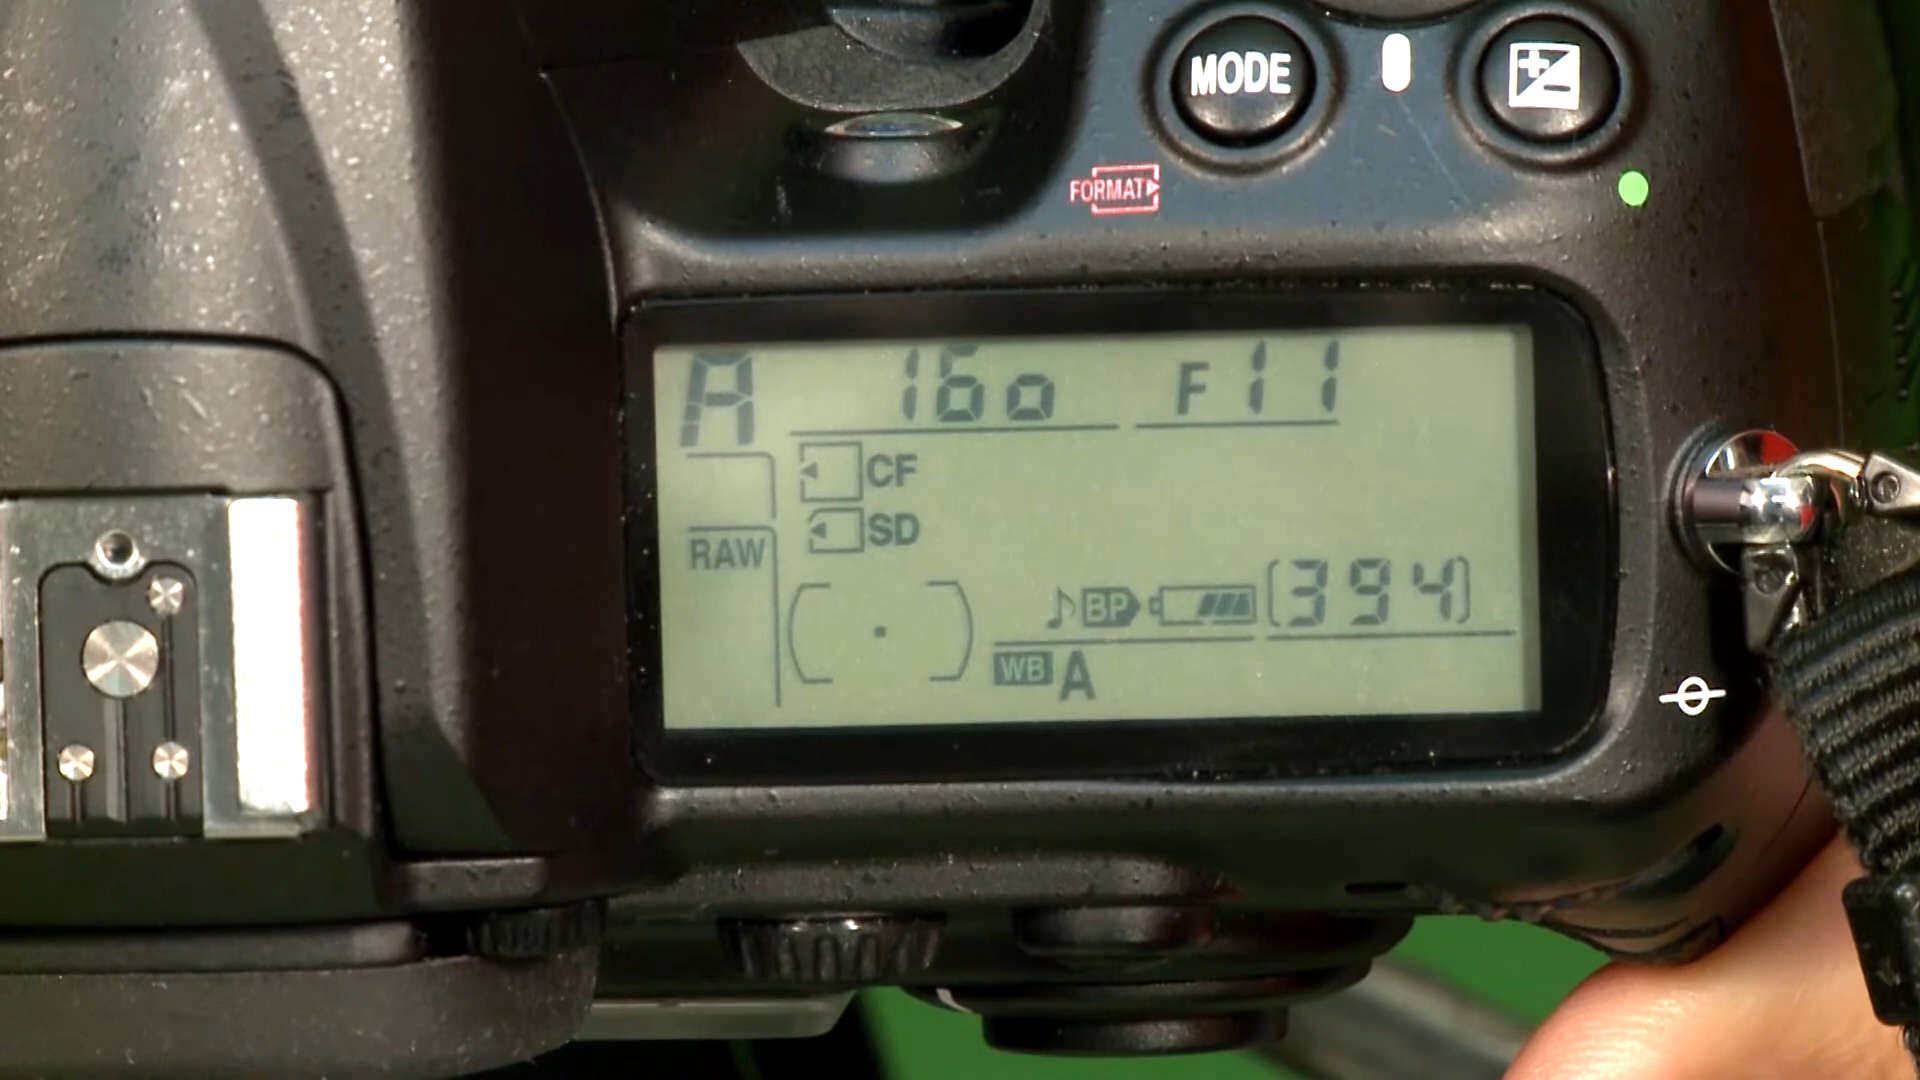 MODE
FORMAT
A 160 F11
CF
SD
RAW
BP [394]
WB A